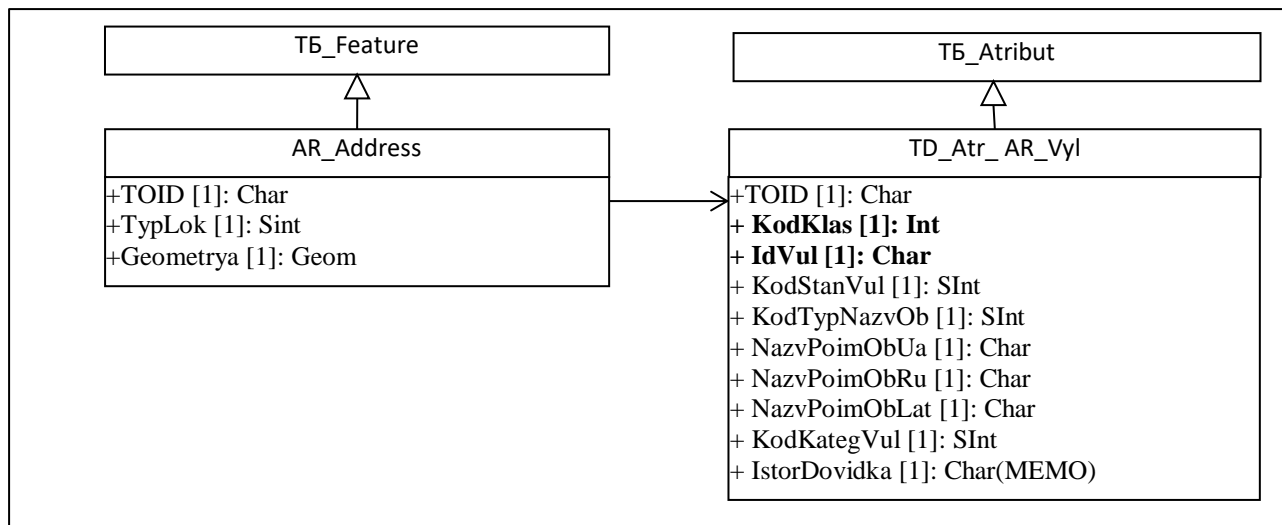 ТБ_Feature
AR_Address
+TOID [1]: Char
+TypLok [1]: Sint
+Geometrya [1]: Geom
ТБ_Atribut
TD_Atr_ AR_Vyl
+TOID [1]: Char
+ KodKlas [1]: Int
+ IdVul [1]: Char
+ KodStanVul [1]: SInt
+ KodTypNazvOb [1]: SInt
+ NazvPoimObUa [1]: Char
+ NazvPoimObRu [1]: Char
+ NazvPoimObLat [1]: Char
+ KodKategVul [1]: SInt
+ IstorDovidka [1]: Char(MEMO)